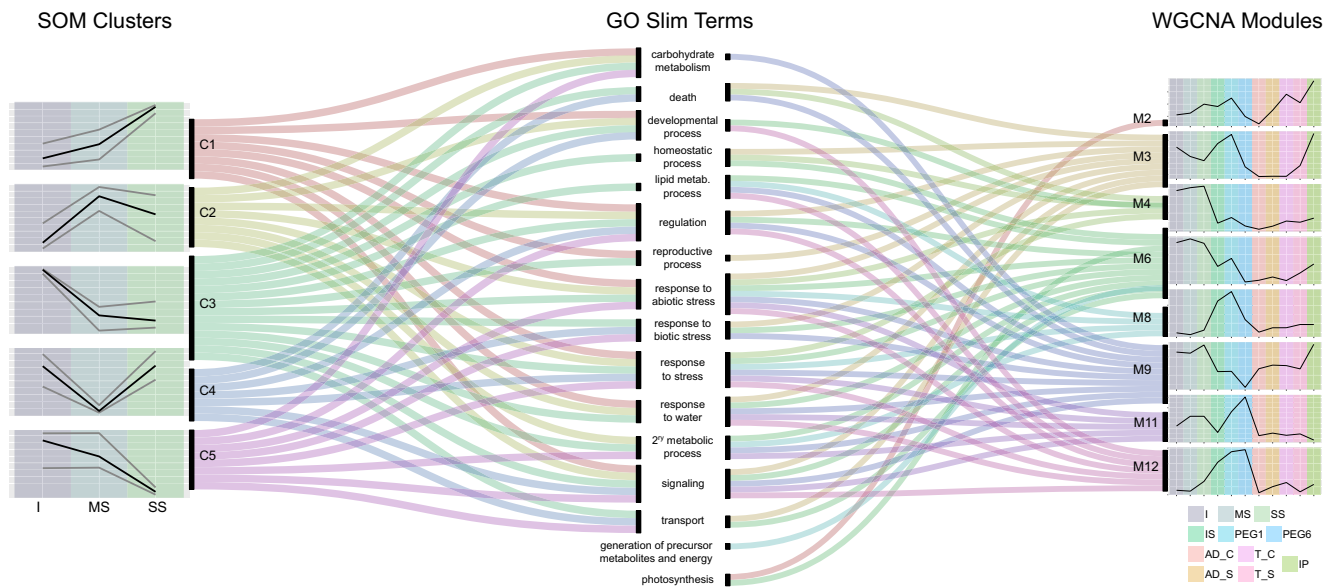 SOM Clusters
GO Slim Terms
WGCNA Modules
C1
C2
C3
C4
C5
I
MS
SS
carbohydrate
metabolism
death
developmental
process
homeostatic
process
lipid metab.
process
regulation
reproductive
process
response to
abiotic stress
response to
biotic stress
response
to stress
response
to water
2ry metabolic
process
signaling
transport
generation of precursor
metabolites and energy
photosynthesis
M2
M3
M4
M6
M8
M9
M11
M12
I MS SS
IS PEG1 PEG6
AD_C T_C
IP
AD_S T_S